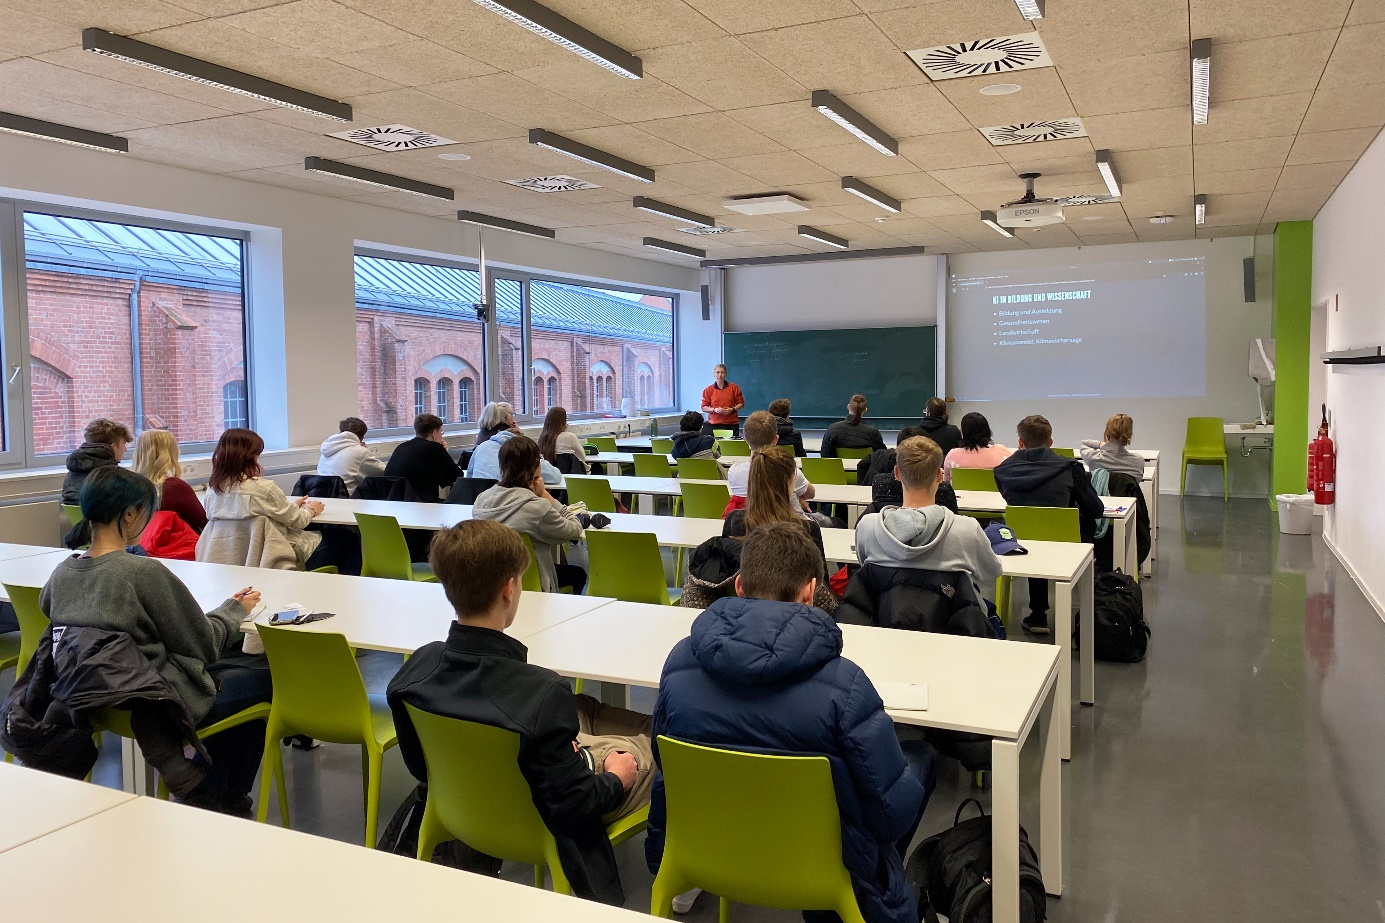 EPSON
KI IN BILDUNG UND WISSENSCHAFT
Bildung und Ausbildung
Gesundheitswesen
Landwirtschaft
Klimawandel, Klimavorhersage